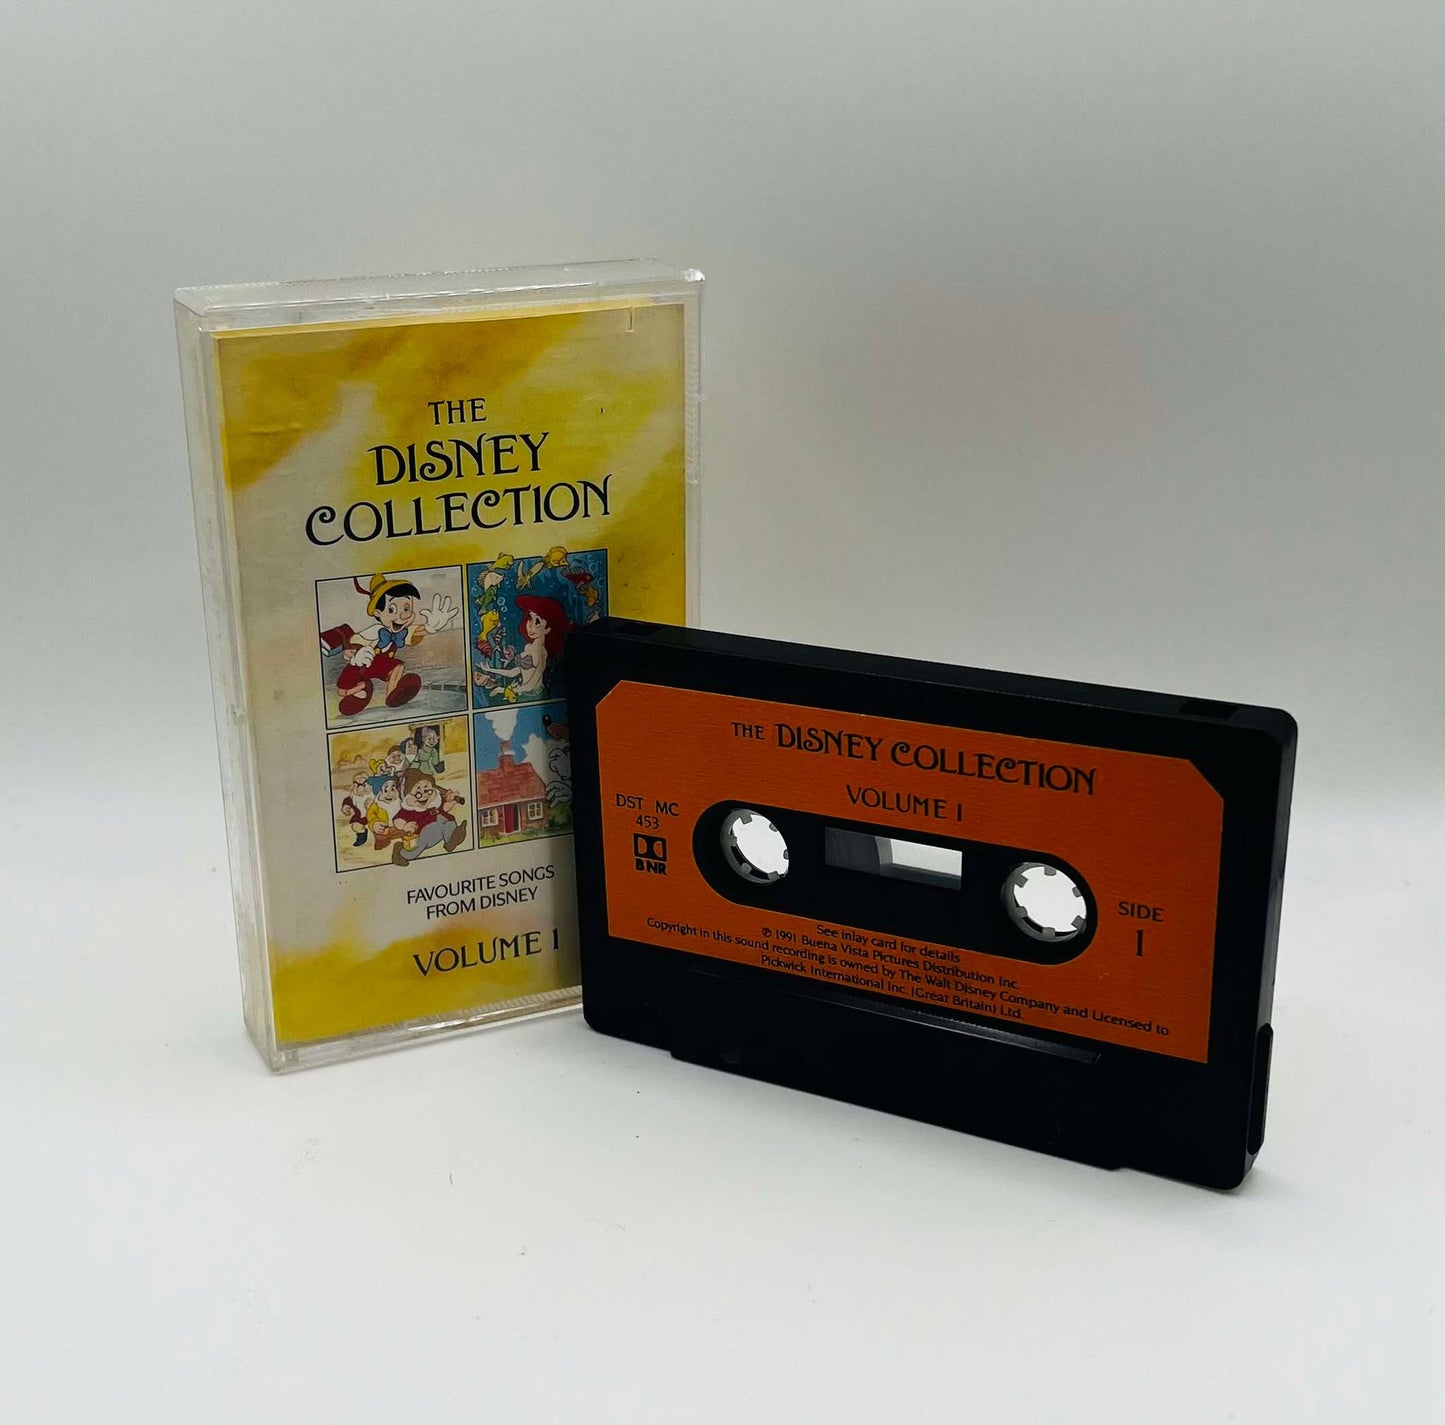 THE
DISNEY
COLLECTION
FAVOURITE SONGS
FROM DISNEY
VOLUME 1
THE DISNEY COLLECTION
VOLUME 1
DST MC
453
B NR
SIDE
1
See inlay card for details
℗ 1991 Buena Vista Pictures Distribution Inc.
Copyright in this sound recording is owned by The Walt Disney Company and Licensed to
Pickwick International Inc. (Great Britain) Ltd.